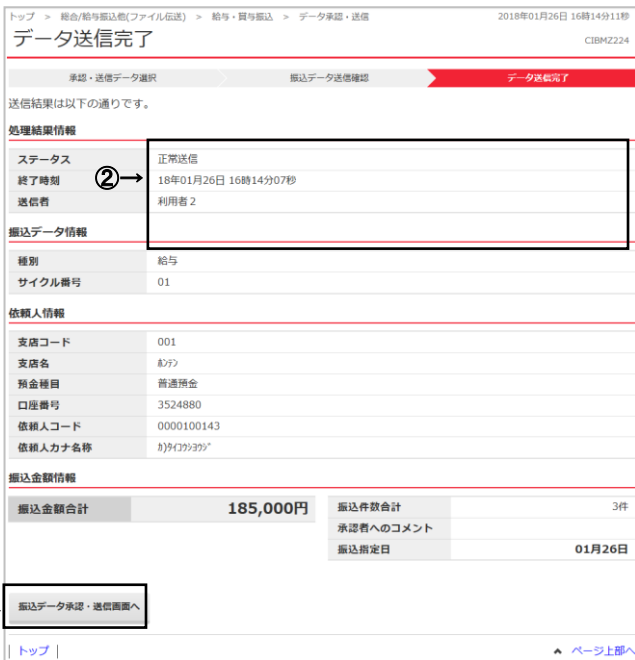 トップ > 総合/給与振込他(ファイル伝送) > 給与・賞与振込 > データ承認・送信
2018年01月26日 16時14分11秒
データ送信完了
CIBMZ224
承認・送信データ選択
振込データ送信確認
データ送信完了
送信結果は以下の通りです。
処理結果情報
ステータス 正常送信
終了時刻 18年01月26日 16時14分07秒
②→
送信者 利用者２
振込データ情報
種別 給与
サイクル番号 01
依頼人情報
支店コード 001
支店名 ﾎﾝﾃﾝ
預金種目 普通預金
口座番号 3524880
依頼人コード 0000100143
依頼人カナ名称 ｶ)ﾀｲｺｳｼﾖｳｼﾞ
振込金額情報
振込金額合計 185,000円
振込件数合計 3件
承認者へのコメント
振込指定日 01月26日
振込データ承認・送信画面へ
| トップ |
ページ上部へ